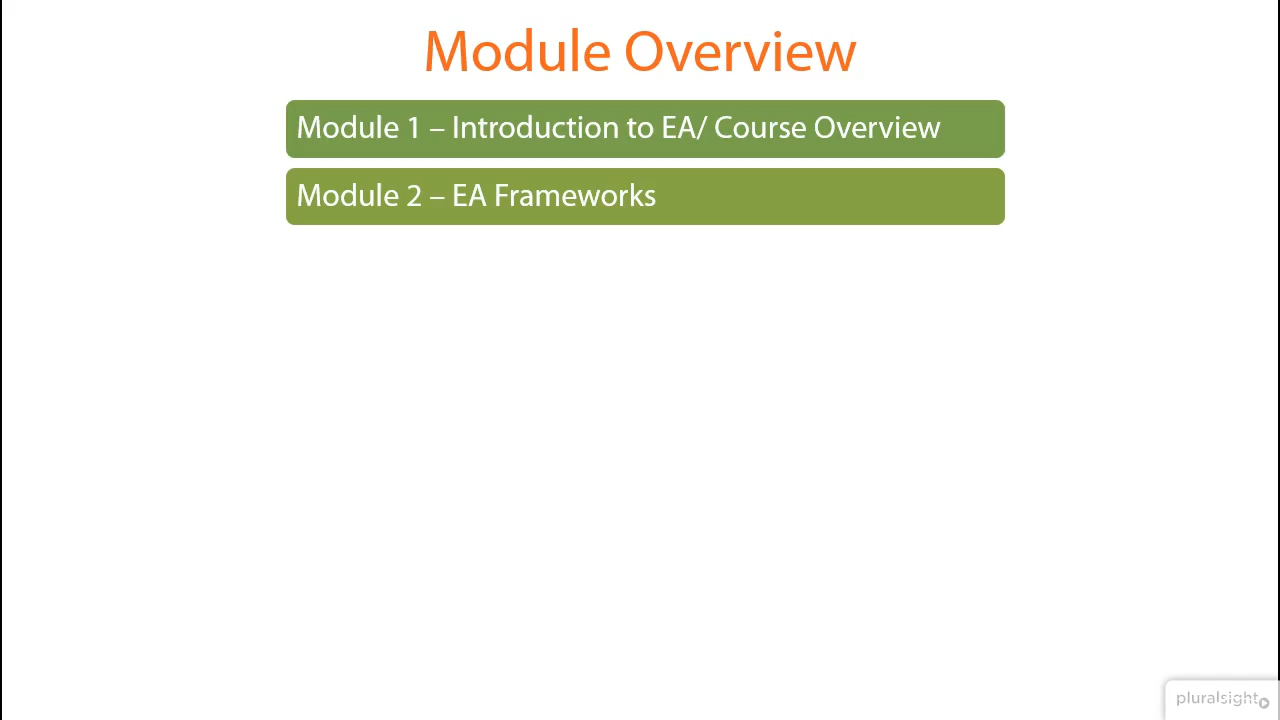 Module Overview
Module 1 – Introduction to EA/ Course Overview
Module 2 – EA Frameworks
pluralsight